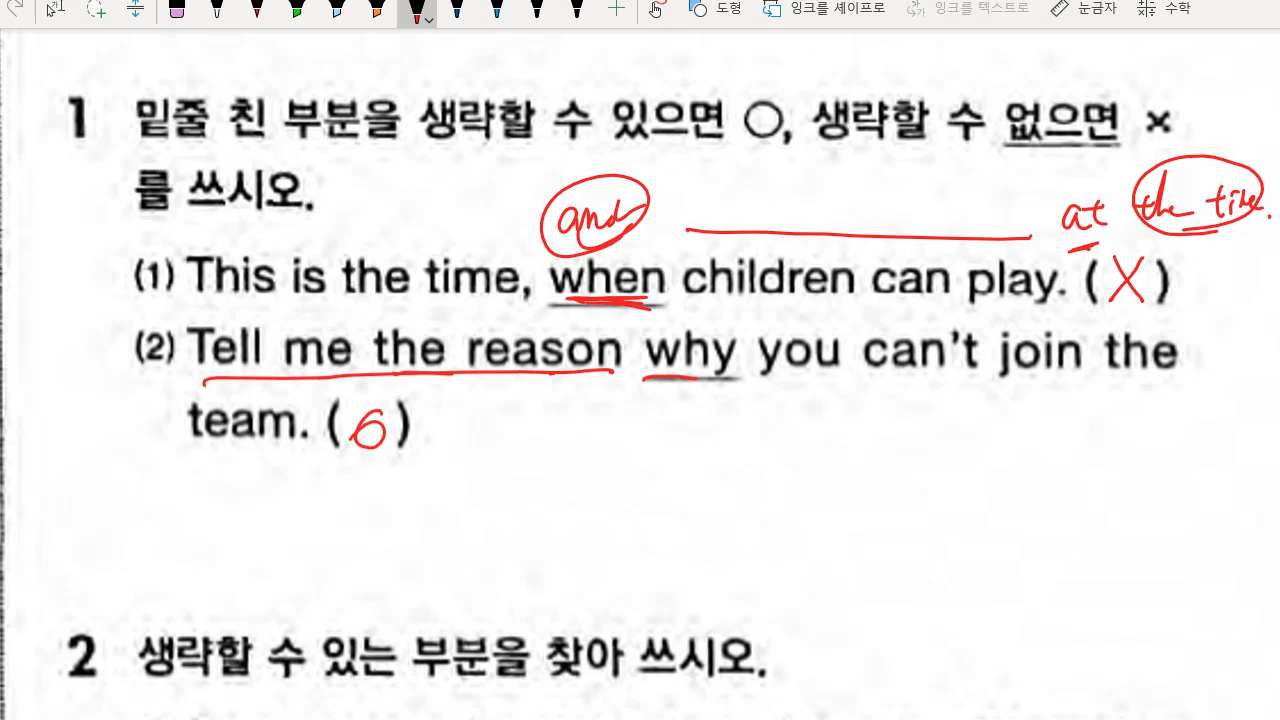 도형 잉크를 셰이프로 잉크를 텍스트로 눈금자 수학
1 밑줄 친 부분을 생략할 수 있으면 ○, 생략할 수 없으면 ×
를 쓰시오.
and at the time.
(1) This is the time, when children can play. (X)
(2) Tell me the reason why you can't join the
team. (O)
2 생략할 수 있는 부분을 찾아 쓰시오.